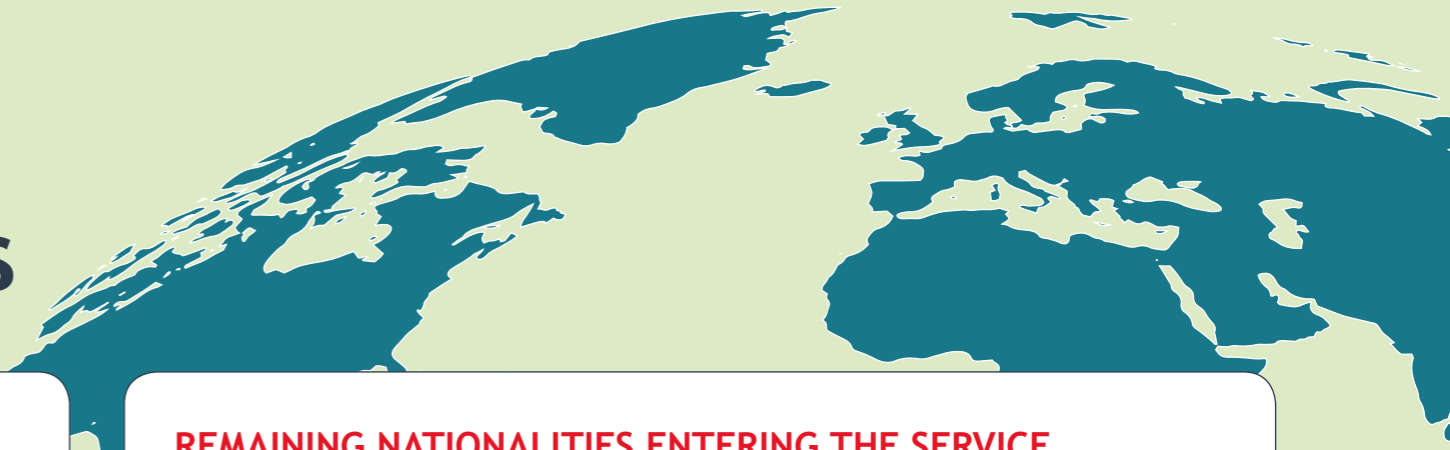 S
REMAINING NATIONALITIES ENTERING THE SERVICE